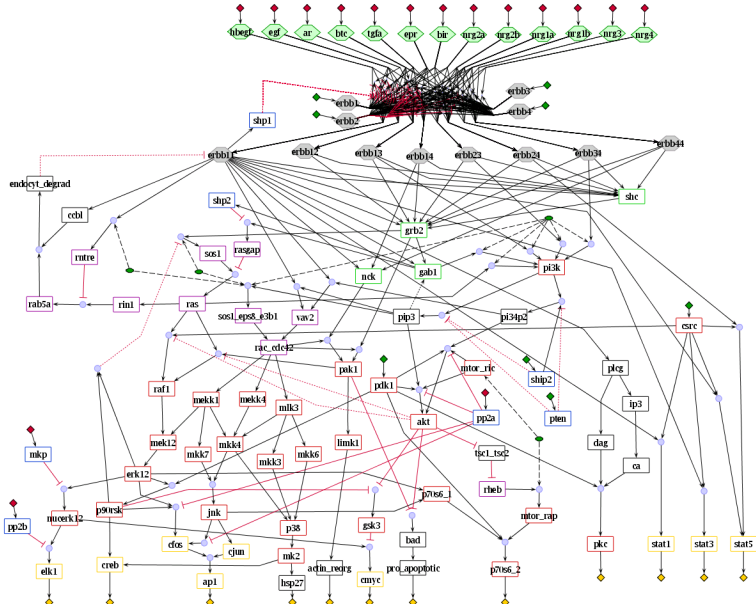 hbegf egf ar btc tgfa epr bir nrg2a nrg2b nrg1a nrg1b nrg3 nrg4
erbb3
erbb1
erbb4
erbb2
shp1
erbb44
erbb11 erbb12 erbb13 erbb14 erbb23 erbb24 erbb34
endocyt_degrad
shc
shp2
ccbl
grb2
rntre sos1 rasgap
nck gab1 pi3k
rab5a rin1 ras
sos1_eps8_e3b1 vav2 pip3 pi34p2
csrc
rac_cdc42
pak1 mtor_ric plcg
raf1 pdk1 ship2
mekk1 mekk4 mlk3 ip3
pp2a pten
akt
mek12 mkk7 mkk4 limk1 dag
mkp mkk3 mkk6 tsc1_tsc2 ca
erk12 rheb
p70s6_1
p90rsk jnk mtor_rap
pp2b nucerk12 p38 gsk3
cfos cjun bad pkc stat1 stat3 stat5
mk2
elk1 creb ap1 hsp27 actin_reorg cmyc pro_apoptotic p70s6_2